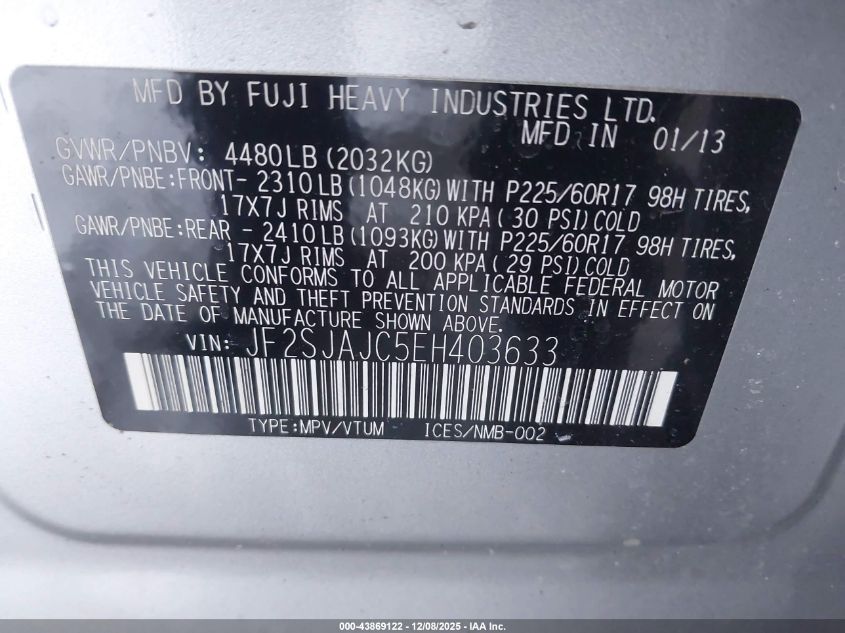 MFD BY FUJI HEAVY INDUSTRIES LTD.
MFD IN 01/13
GVWR/PNBV: 4480LB(2032KG)
GAWR/PNBE:FRONT- 2310LB(1048KG)WITH P225/60R17 98H TIRES,
17X7J RIMS AT 210 KPA(30 PSI)COLD
GAWR/PNBE:REAR - 2410LB(1093KG)WITH P225/60R17 98H TIRES,
17X7J RIMS AT 200 KPA(29 PSI)COLD
THIS VEHICLE CONFORMS TO ALL APPLICABLE FEDERAL MOTOR
VEHICLE SAFETY AND THEFT PREVENTION STANDARDS IN EFFECT ON
THE DATE OF MANUFACTURE SHOWN ABOVE.
VIN: JF2SJAJC5EH403633
TYPE:MPV/VTUM ICES/NMB-002
000-43869122 - 12/08/2025 - IAA Inc.